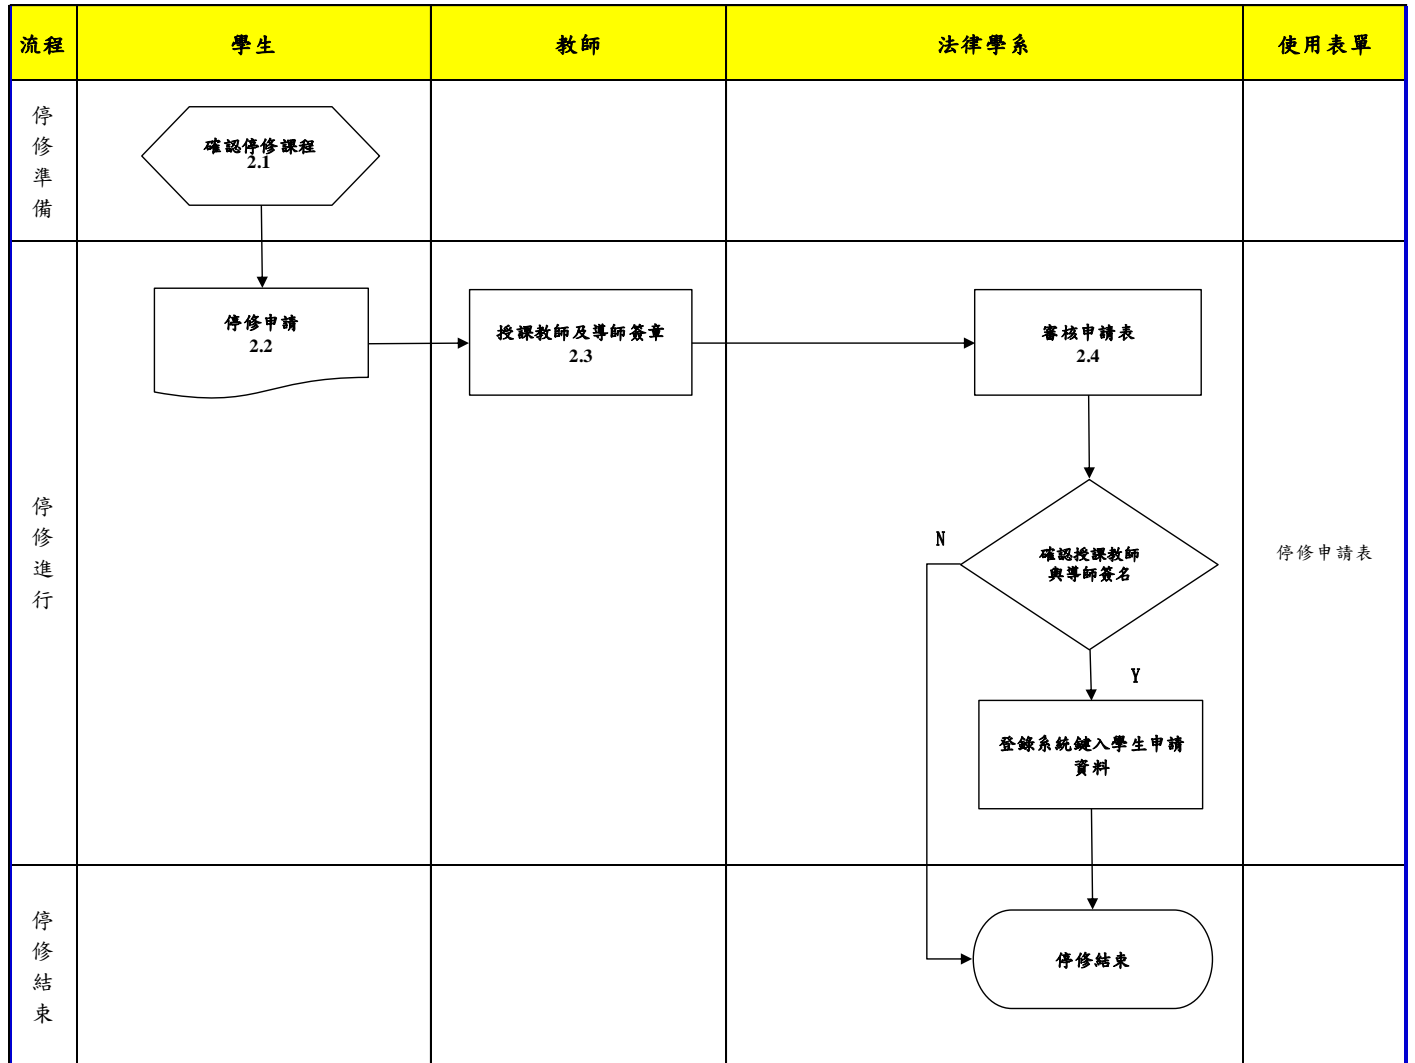 流程
學生
教師
法律學系
使用表單
停
修
準
備
確認停修課程
2.1
停
修
進
行
停修申請
2.2
授課教師及導師簽章
2.3
審核申請表
2.4
N
確認授課教師
與導師簽名
停修申請表
Y
登錄系統鍵入學生申請
資料
停
修
結
束
停修結束